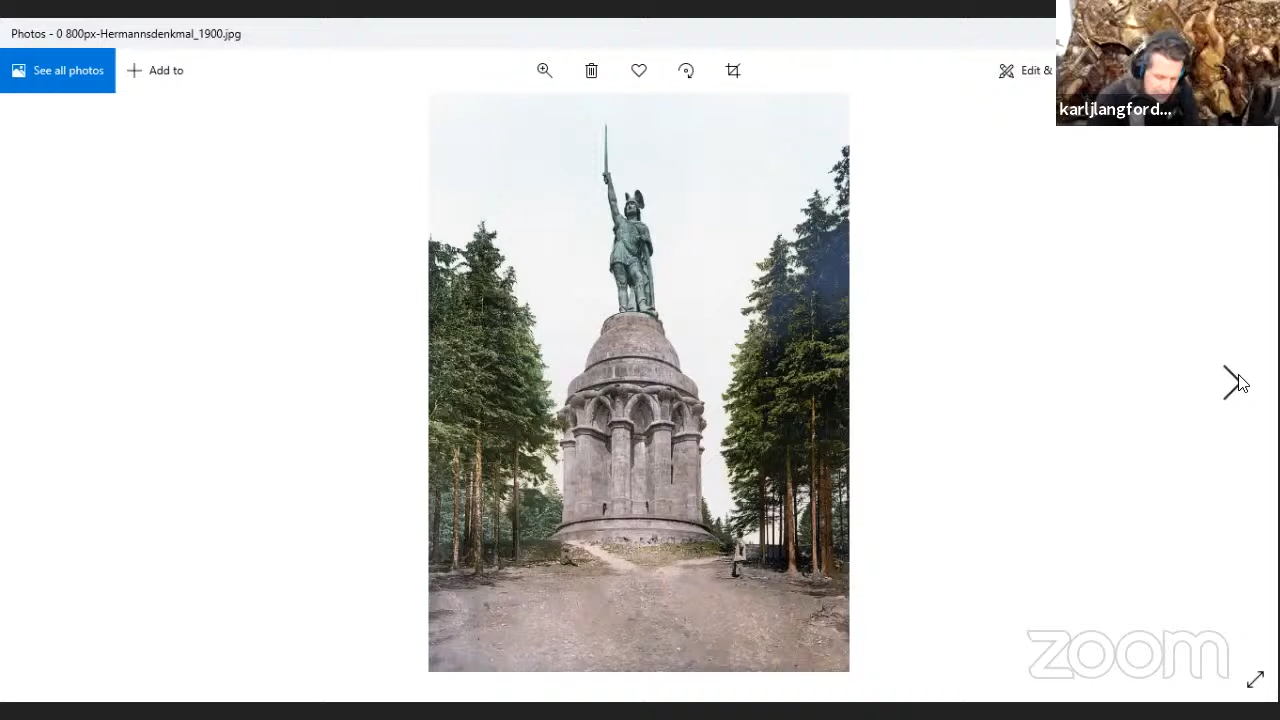 Photos - 0 800px-Hermannsdenkmal_1900.jpg
See all photos
Add to
Edit &
karljlangford...
zoom